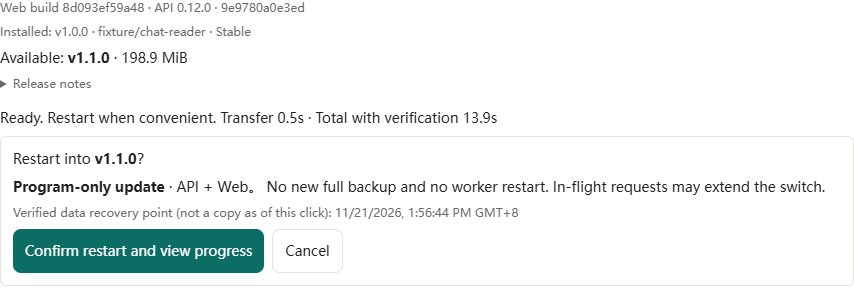 Web build 8d093ef59a48 · API 0.12.0 · 9e9780a0e3ed
Installed: v1.0.0 · fixture/chat-reader · Stable
Available: v1.1.0 · 198.9 MiB
Release notes
Ready. Restart when convenient. Transfer 0.5s · Total with verification 13.9s
Restart into v1.1.0?
Program-only update · API + Web。 No new full backup and no worker restart. In-flight requests may extend the switch.
Verified data recovery point (not a copy as of this click): 11/21/2026, 1:56:44 PM GMT+8
Confirm restart and view progress
Cancel